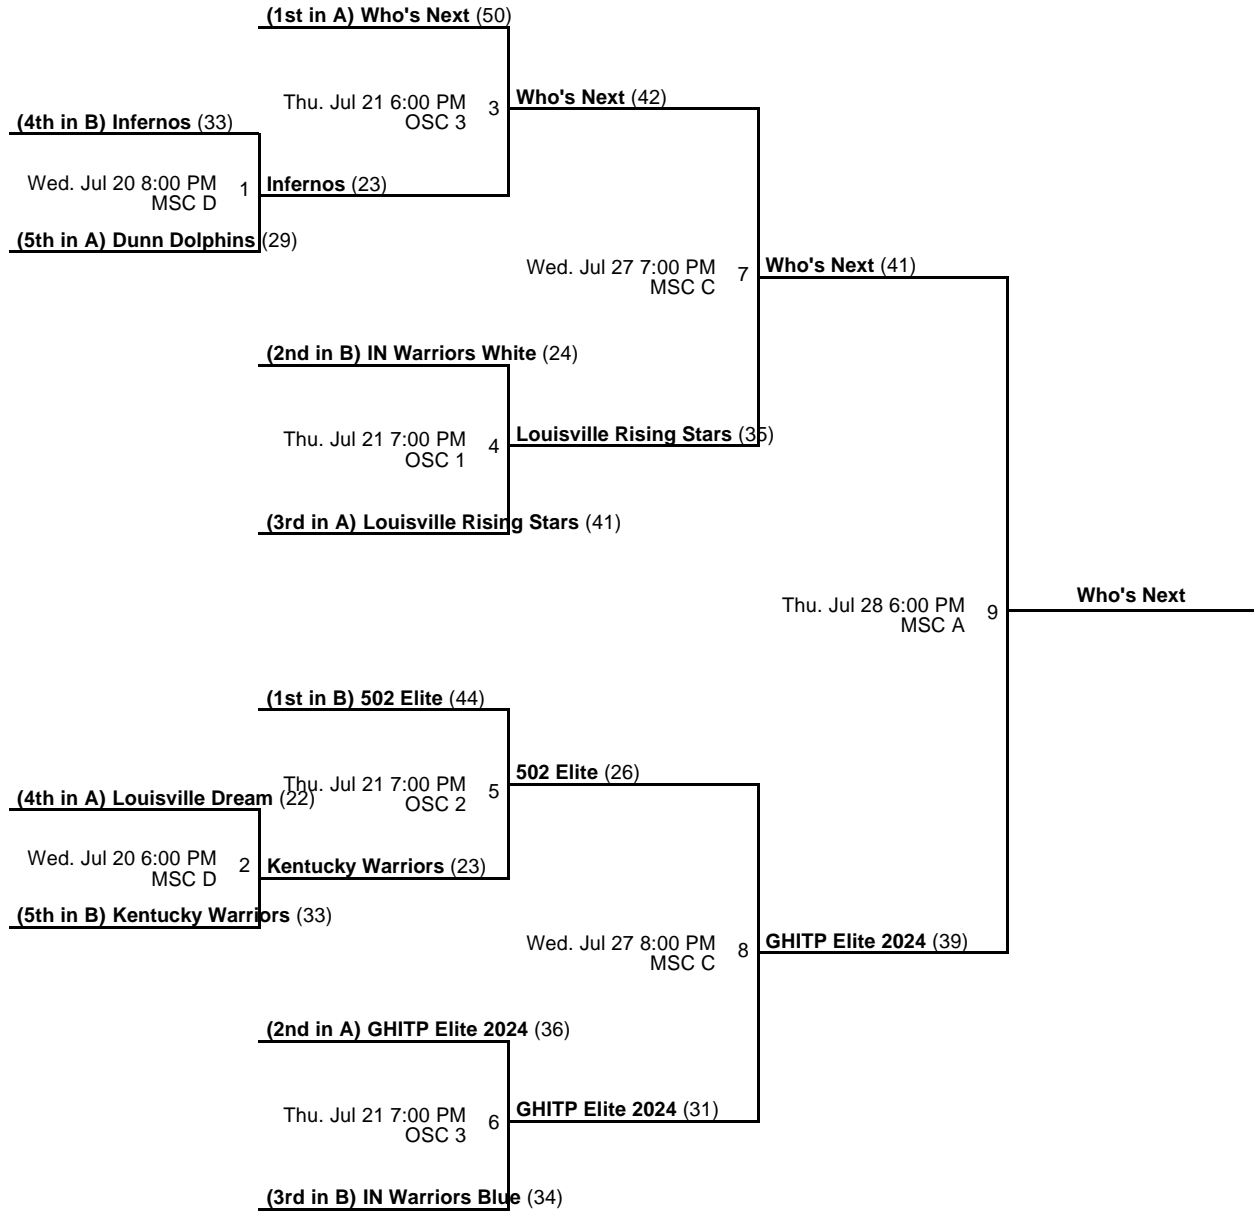 (1st in A) Who's Next (50)
Thu. Jul 21 6:00 PM
OSC 3
3
Who's Next (42)
(4th in B) Infernos (33)
Wed. Jul 20 8:00 PM
MSC D
1
Infernos (23)
(5th in A) Dunn Dolphins (29)
Wed. Jul 27 7:00 PM
MSC C
7
Who's Next (41)
(2nd in B) IN Warriors White (24)
Thu. Jul 21 7:00 PM
OSC 1
4
Louisville Rising Stars (35)
(3rd in A) Louisville Rising Stars (41)
Thu. Jul 28 6:00 PM
MSC A
9
Who's Next
(1st in B) 502 Elite (44)
Thu. Jul 21 7:00 PM
OSC 2
5
502 Elite (26)
(4th in A) Louisville Dream (22)
Wed. Jul 20 6:00 PM
MSC D
2
Kentucky Warriors (23)
(5th in B) Kentucky Warriors (33)
Wed. Jul 27 8:00 PM
MSC C
8
GHITP Elite 2024 (39)
(2nd in A) GHITP Elite 2024 (36)
Thu. Jul 21 7:00 PM
OSC 3
6
GHITP Elite 2024 (31)
(3rd in B) IN Warriors Blue (34)